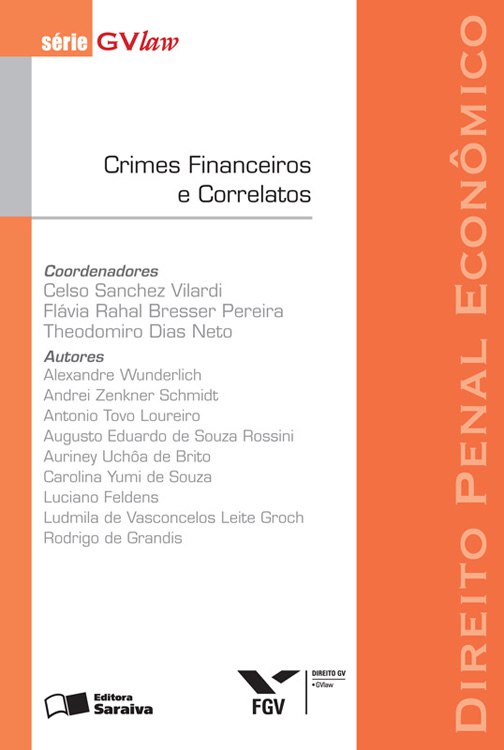 série GVlaw
Crimes Financeiros
e Correlatos
Coordenadores
Celso Sanchez Vilardi
Flávia Rahal Bresser Pereira
Theodomiro Dias Neto
Autores
Alexandre Wunderlich
Andrei Zenkner Schmidt
Antonio Tovo Loureiro
Augusto Eduardo de Souza Rossini
Auriney Uchôa de Brito
Carolina Yumi de Souza
Luciano Feldens
Ludmila de Vasconcelos Leite Groch
Rodrigo de Grandis
Direito Penal Econômico
Editora
Saraiva
FGV
DIREITO GV
• GVlaw